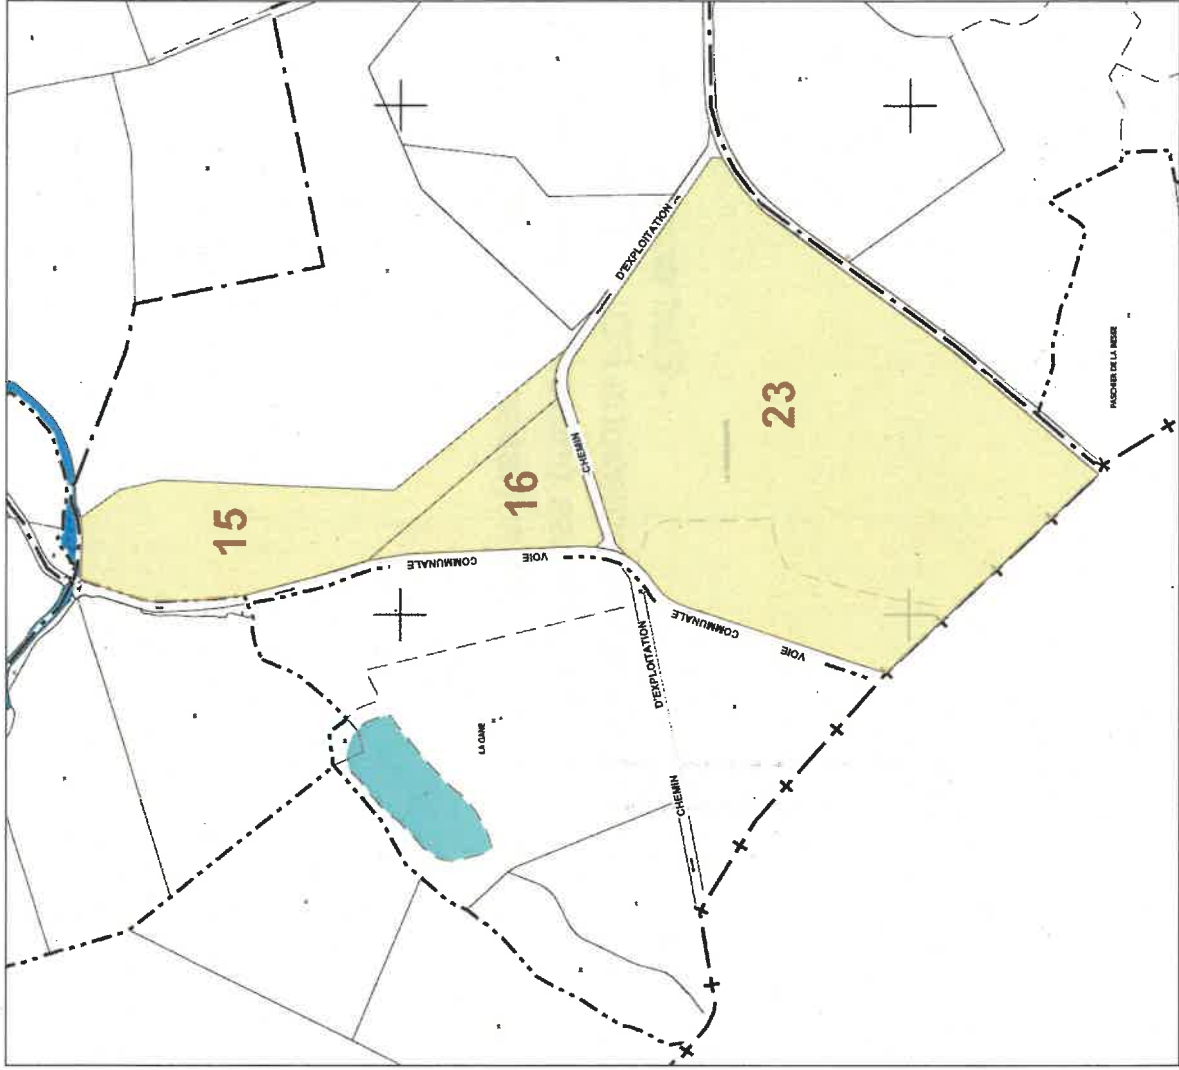 15
16
23
CHEMIN
D'EXPLOITATION
VOIE
COMMUNALE
VOIE
COMMUNALE
CHEMIN
D'EXPLOITATION
LA GANE